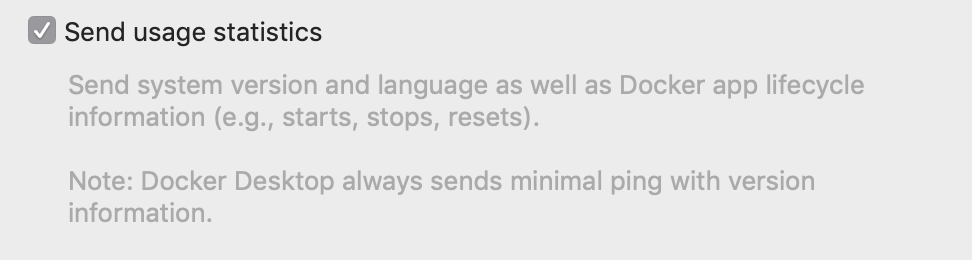 Send usage statistics
Send system version and language as well as Docker app lifecycle
information (e.g., starts, stops, resets).
Note: Docker Desktop always sends minimal ping with version
information.